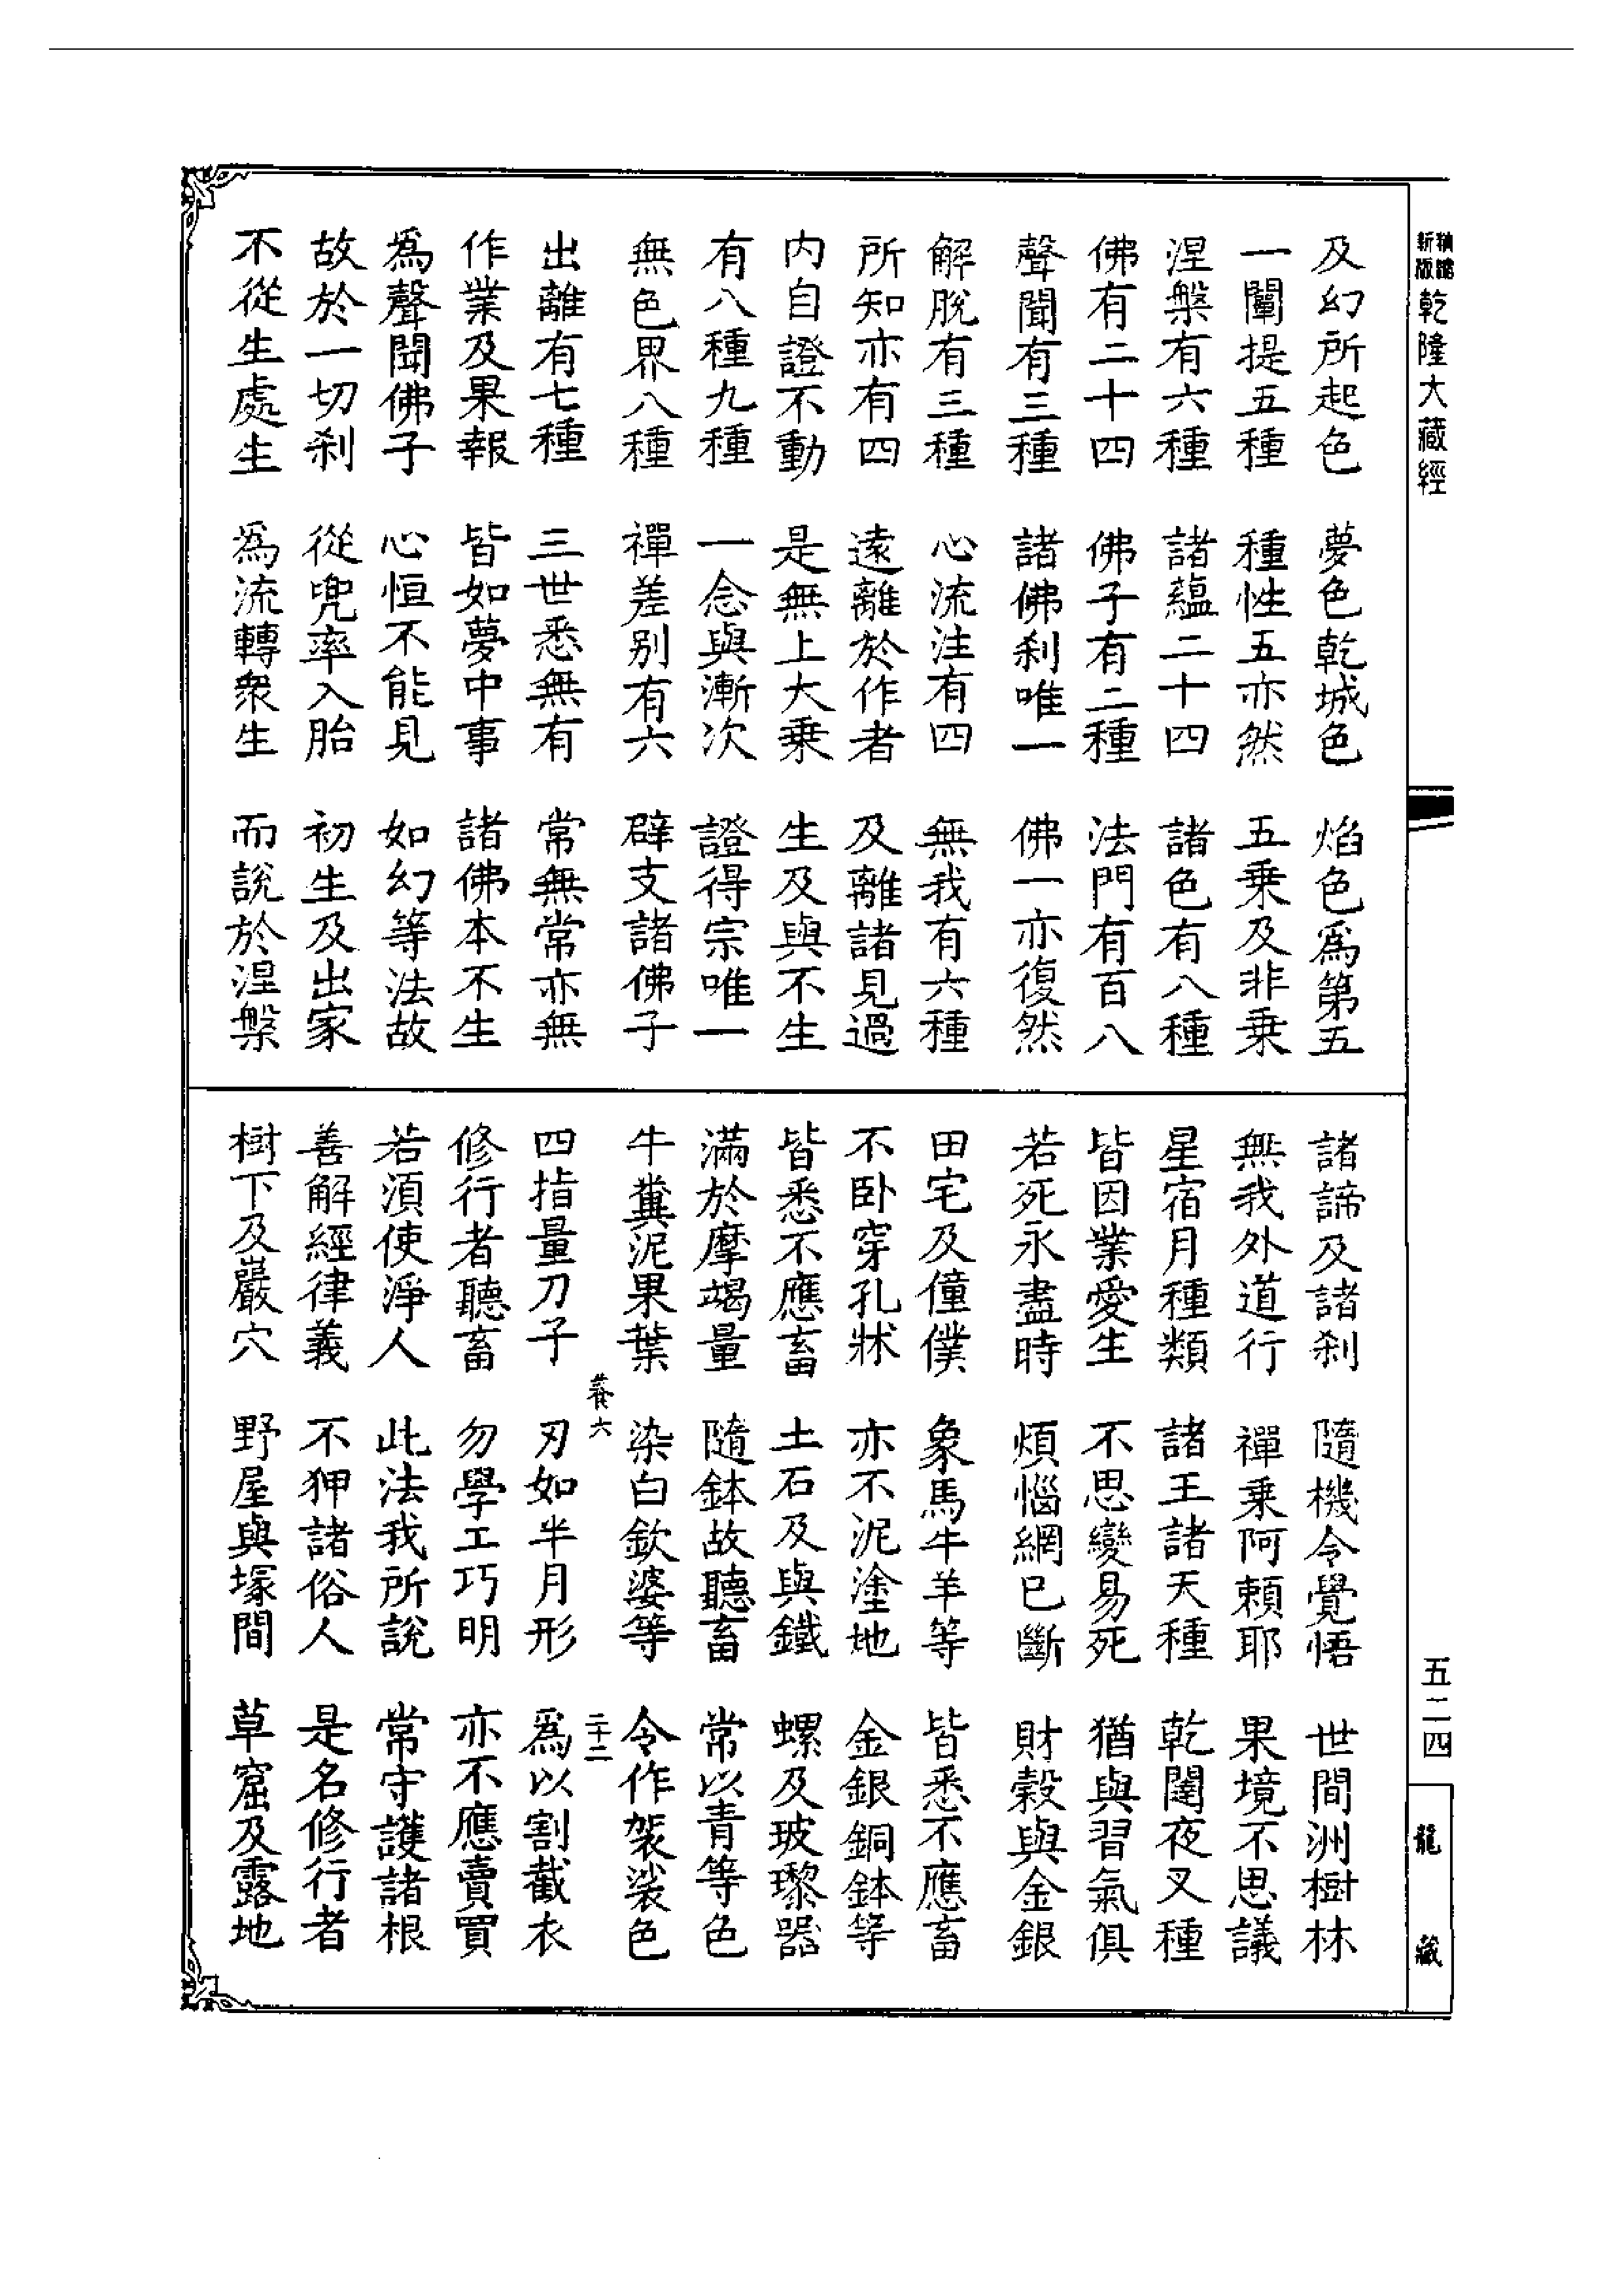 新版 乾隆大藏經
及幻所起色 夢色乾城色 焰色爲第五
一闡提五種 種性五亦然 五乘及非乘
涅槃有六種 諸蘊二十四 諸色有八種
佛有二十四 佛子有二種 法門有百八
聲聞有三種 諸佛刹唯一 佛一亦復然
解脫有三種 心流注有四 無我有六種
所知亦有四 遠離於作者 及離諸見過
內自證不動 是無上大乘 生及與不生
有八種九種 一念與漸次 證得宗唯一
無色界八種 禪差別有六 辟支諸佛子
出離有七種 三世悉無有 常無常亦無
作業及果報 皆如夢中事 諸佛本不生
爲聲聞佛子 心恒不能見 如幻等法故
故於一切刹 從兜率入胎 初生及出家
不從生處生 爲流轉衆生 而說於涅槃
諸諦及諸刹 隨機令覺悟 世間洲樹林
無我外道行 禪乘阿賴耶 果境不思議
星宿月種類 諸王諸天種 乾闥夜叉種
皆因業愛生 不思變易死 猶與習氣俱
若死永盡時 煩惱網已斷 財穀與金銀
田宅及僮僕 象馬牛羊等 皆悉不應畜
不臥穿孔牀 亦不泥塗地 金銀銅鉢等
皆悉不應畜 土石及與鐵 螺及玻瓈器
滿於摩竭量 隨鉢故聽畜 常以青等色
牛糞泥果葉 染白欽婆等 令作袈裟色
養六 二十二
四指量刀子 刃如半月形 爲以割截衣
修行者聽畜 勿學工巧明 亦不應賣買
若須使淨人 此法我所說 常守護諸根
善解經律義 不狎諸俗人 是名修行者
樹下及巖穴 野屋與塚間 草窟及露地
五二四
龍藏